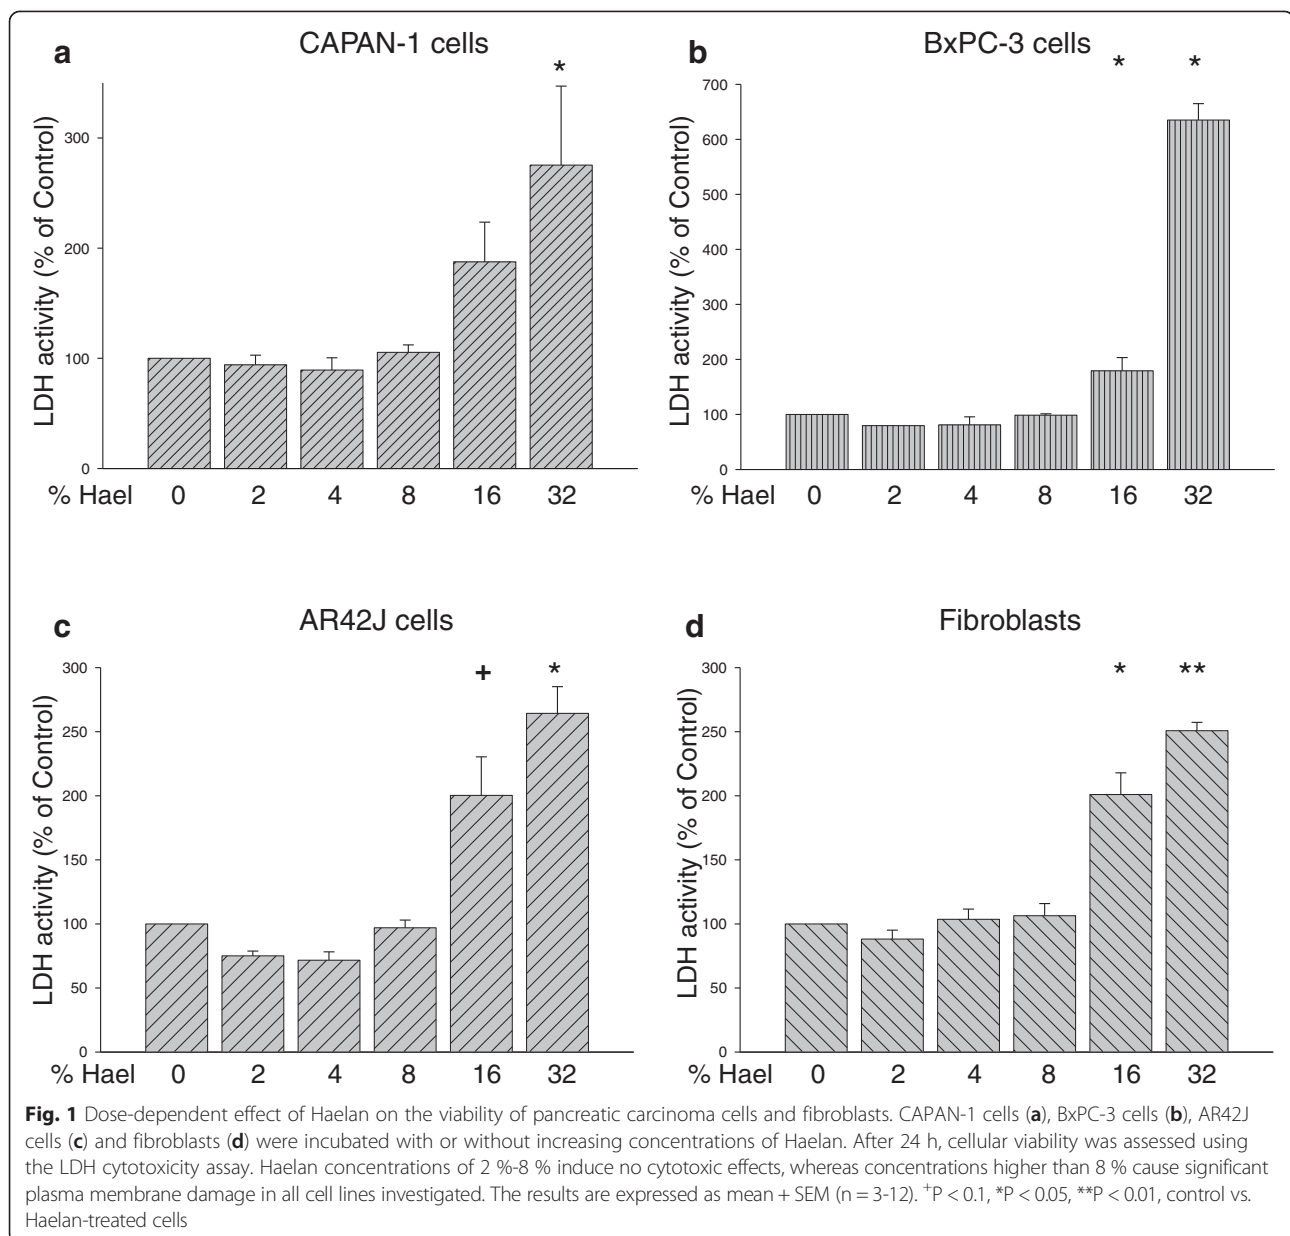 a
CAPAN-1 cells
*
LDH activity (% of Control)
300
200
100
0
% Hael 0 2 4 8 16 32
b
BxPC-3 cells
* *
LDH activity (% of Control)
700
600
500
400
300
200
100
0
% Hael 0 2 4 8 16 32
c
AR42J cells
+ *
LDH activity (% of Control)
300
250
200
150
100
50
0
% Hael 0 2 4 8 16 32
d
Fibroblasts
* **
LDH activity (% of Control)
300
250
200
150
100
50
0
% Hael 0 2 4 8 16 32
Fig. 1 Dose-dependent effect of Haelan on the viability of pancreatic carcinoma cells and fibroblasts. CAPAN-1 cells (a), BxPC-3 cells (b), AR42J
cells (c) and fibroblasts (d) were incubated with or without increasing concentrations of Haelan. After 24 h, cellular viability was assessed using
the LDH cytotoxicity assay. Haelan concentrations of 2 %-8 % induce no cytotoxic effects, whereas concentrations higher than 8 % cause significant
plasma membrane damage in all cell lines investigated. The results are expressed as mean + SEM (n = 3-12). +P < 0.1, *P < 0.05, **P < 0.01, control vs.
Haelan-treated cells